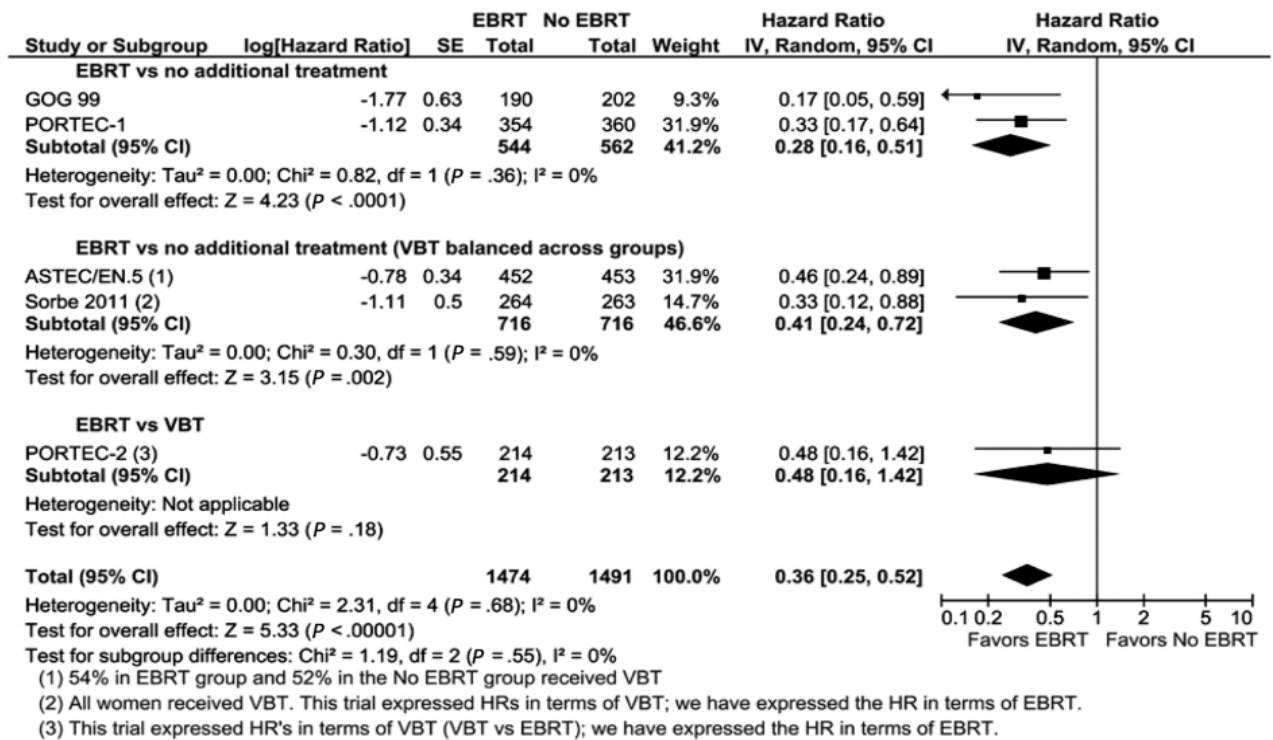 EBRT No EBRT Hazard Ratio Hazard Ratio
Study or Subgroup log[Hazard Ratio] SE Total Total Weight IV, Random, 95% CI IV, Random, 95% CI
EBRT vs no additional treatment
GOG 99 -1.77 0.63 190 202 9.3% 0.17 [0.05, 0.59]
PORTEC-1 -1.12 0.34 354 360 31.9% 0.33 [0.17, 0.64]
Subtotal (95% CI) 544 562 41.2% 0.28 [0.16, 0.51]
Heterogeneity: Tau² = 0.00; Chi² = 0.82, df = 1 (P = .36); I² = 0%
Test for overall effect: Z = 4.23 (P < .0001)
EBRT vs no additional treatment (VBT balanced across groups)
ASTEC/EN.5 (1) -0.78 0.34 452 453 31.9% 0.46 [0.24, 0.89]
Sorbe 2011 (2) -1.11 0.5 264 263 14.7% 0.33 [0.12, 0.88]
Subtotal (95% CI) 716 716 46.6% 0.41 [0.24, 0.72]
Heterogeneity: Tau² = 0.00; Chi² = 0.30, df = 1 (P = .59); I² = 0%
Test for overall effect: Z = 3.15 (P = .002)
EBRT vs VBT
PORTEC-2 (3) -0.73 0.55 214 213 12.2% 0.48 [0.16, 1.42]
Subtotal (95% CI) 214 213 12.2% 0.48 [0.16, 1.42]
Heterogeneity: Not applicable
Test for overall effect: Z = 1.33 (P = .18)
Total (95% CI) 1474 1491 100.0% 0.36 [0.25, 0.52]
Heterogeneity: Tau² = 0.00; Chi² = 2.31, df = 4 (P = .68); I² = 0%
0.1 0.2 0.5 1 2 5 10
Test for overall effect: Z = 5.33 (P < .00001)
Favors EBRT Favors No EBRT
Test for subgroup differences: Chi² = 1.19, df = 2 (P = .55), I² = 0%
(1) 54% in EBRT group and 52% in the No EBRT group received VBT
(2) All women received VBT. This trial expressed HRs in terms of VBT; we have expressed the HR in terms of EBRT.
(3) This trial expressed HR's in terms of VBT (VBT vs EBRT); we have expressed the HR in terms of EBRT.